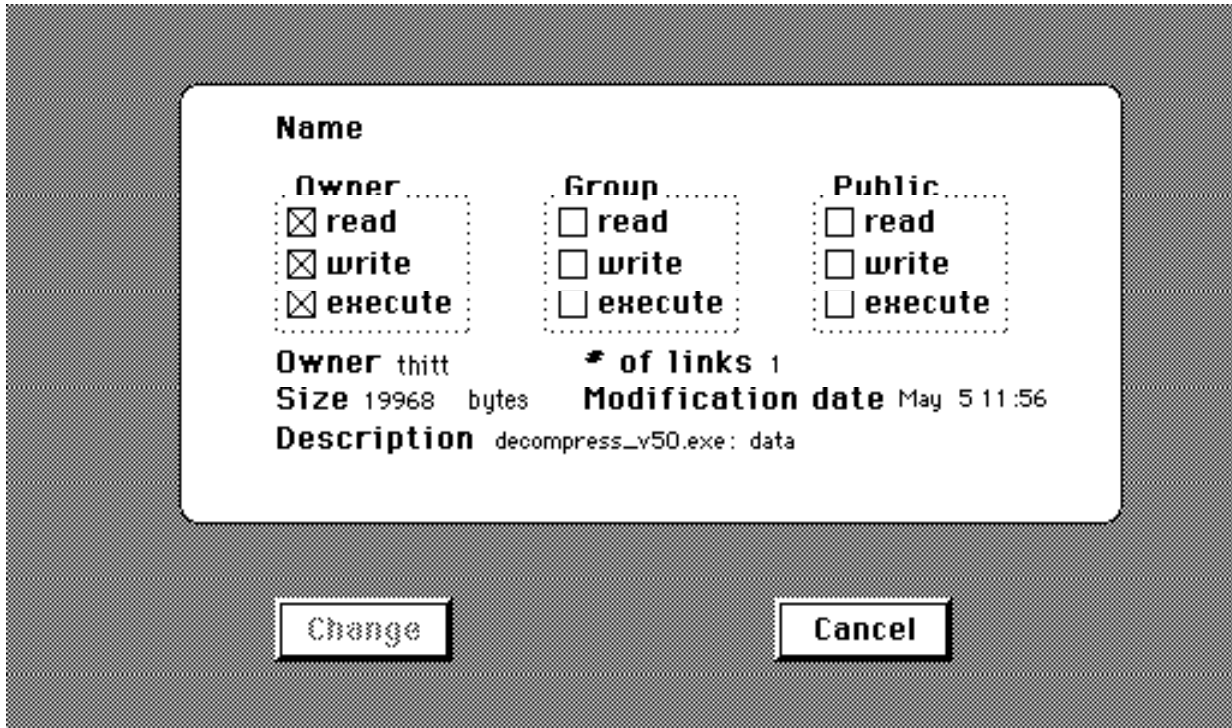 Name
Owner Group Public
read read read
write write write
execute execute execute
Owner thitt # of links 1
Size 19968 bytes Modification date May 5 11:56
Description decompress_v50.exe: data
Change Cancel